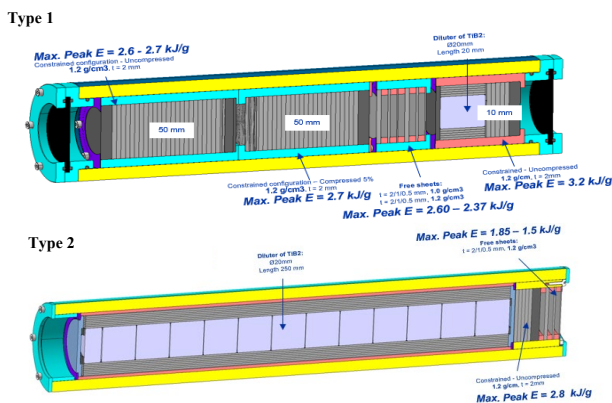 Type 1
Max. Peak E = 2.6 - 2.7 kJ/g
Constrained configuration - Uncompressed
1.2 g/cm3, t = 2 mm
Diluter of TiB2:
Ø20mm
Length 20 mm
50 mm
50 mm
10 mm
Constrained configuration – Compressed 5%
1.2 g/cm3, t = 2 mm
Max. Peak E = 2.7 kJ/g
Free sheets:
t = 2/1/0.5 mm, 1.0 g/cm3
t = 2/1/0.5 mm, 1.2 g/cm3
Max. Peak E = 2.60 – 2.37 kJ/g
Constrained - Uncompressed
1.2 g/cm, t = 2mm
Max. Peak E = 3.2 kJ/g
Type 2
Diluter of TiB2:
Ø20mm
Length 250 mm
Max. Peak E = 1.85 – 1.5 kJ/g
Free sheets:
t = 2/1/0.5 mm, 1.2 g/cm3
Constrained - Uncompressed
1.2 g/cm, t = 2mm
Max. Peak E = 2.8 kJ/g